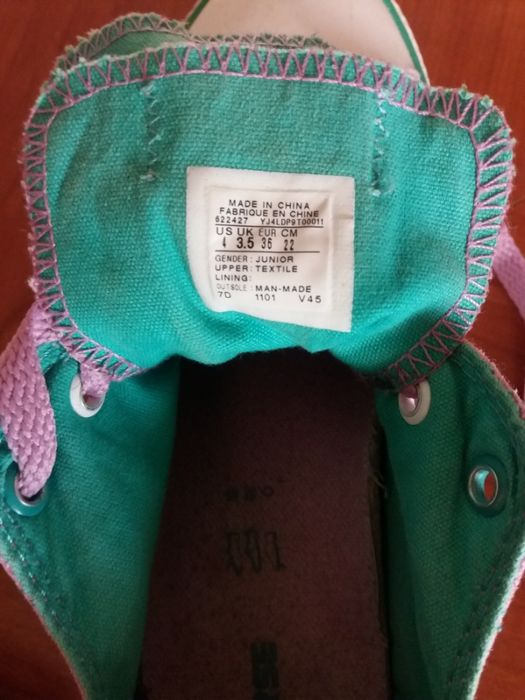 MADE IN CHINA
FABRIQUE EN CHINE
622427 YJ4LDP9T00011
US UK EUR CM
4 3.5 36 22
GENDER: JUNIOR
UPPER: TEXTILE
LINING:
OUTSOLE: MAN-MADE
7D 1101 V45